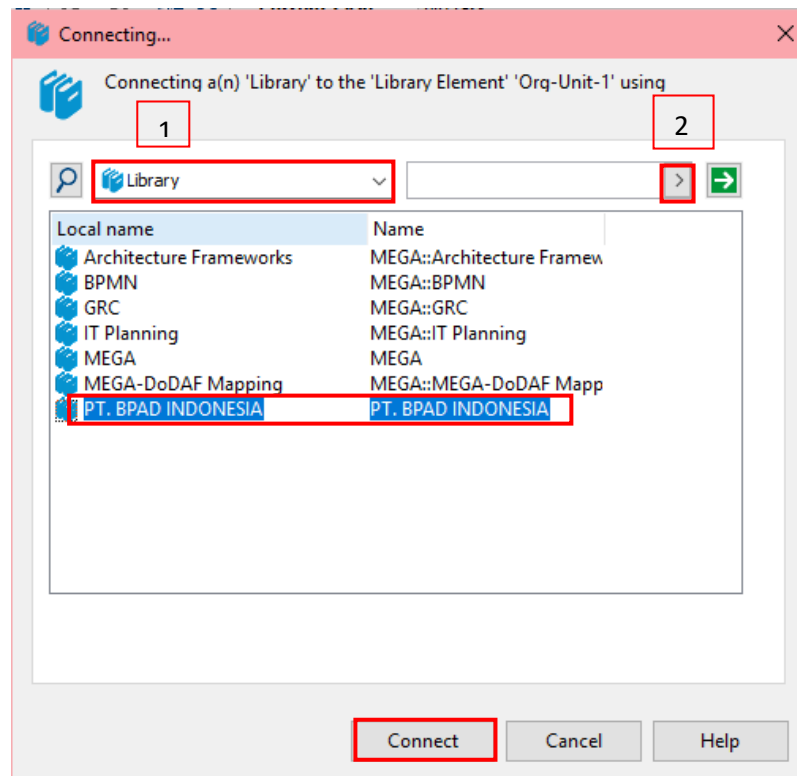 Connecting...
Connecting a(n) 'Library' to the 'Library Element' 'Org-Unit-1' using
1
2
Library
Local name Name
Architecture Frameworks MEGA::Architecture Framew
BPMN MEGA::BPMN
GRC MEGA::GRC
IT Planning MEGA::IT Planning
MEGA MEGA
MEGA-DoDAF Mapping MEGA::MEGA-DoDAF Mapp
PT. BPAD INDONESIA PT. BPAD INDONESIA
Connect Cancel Help